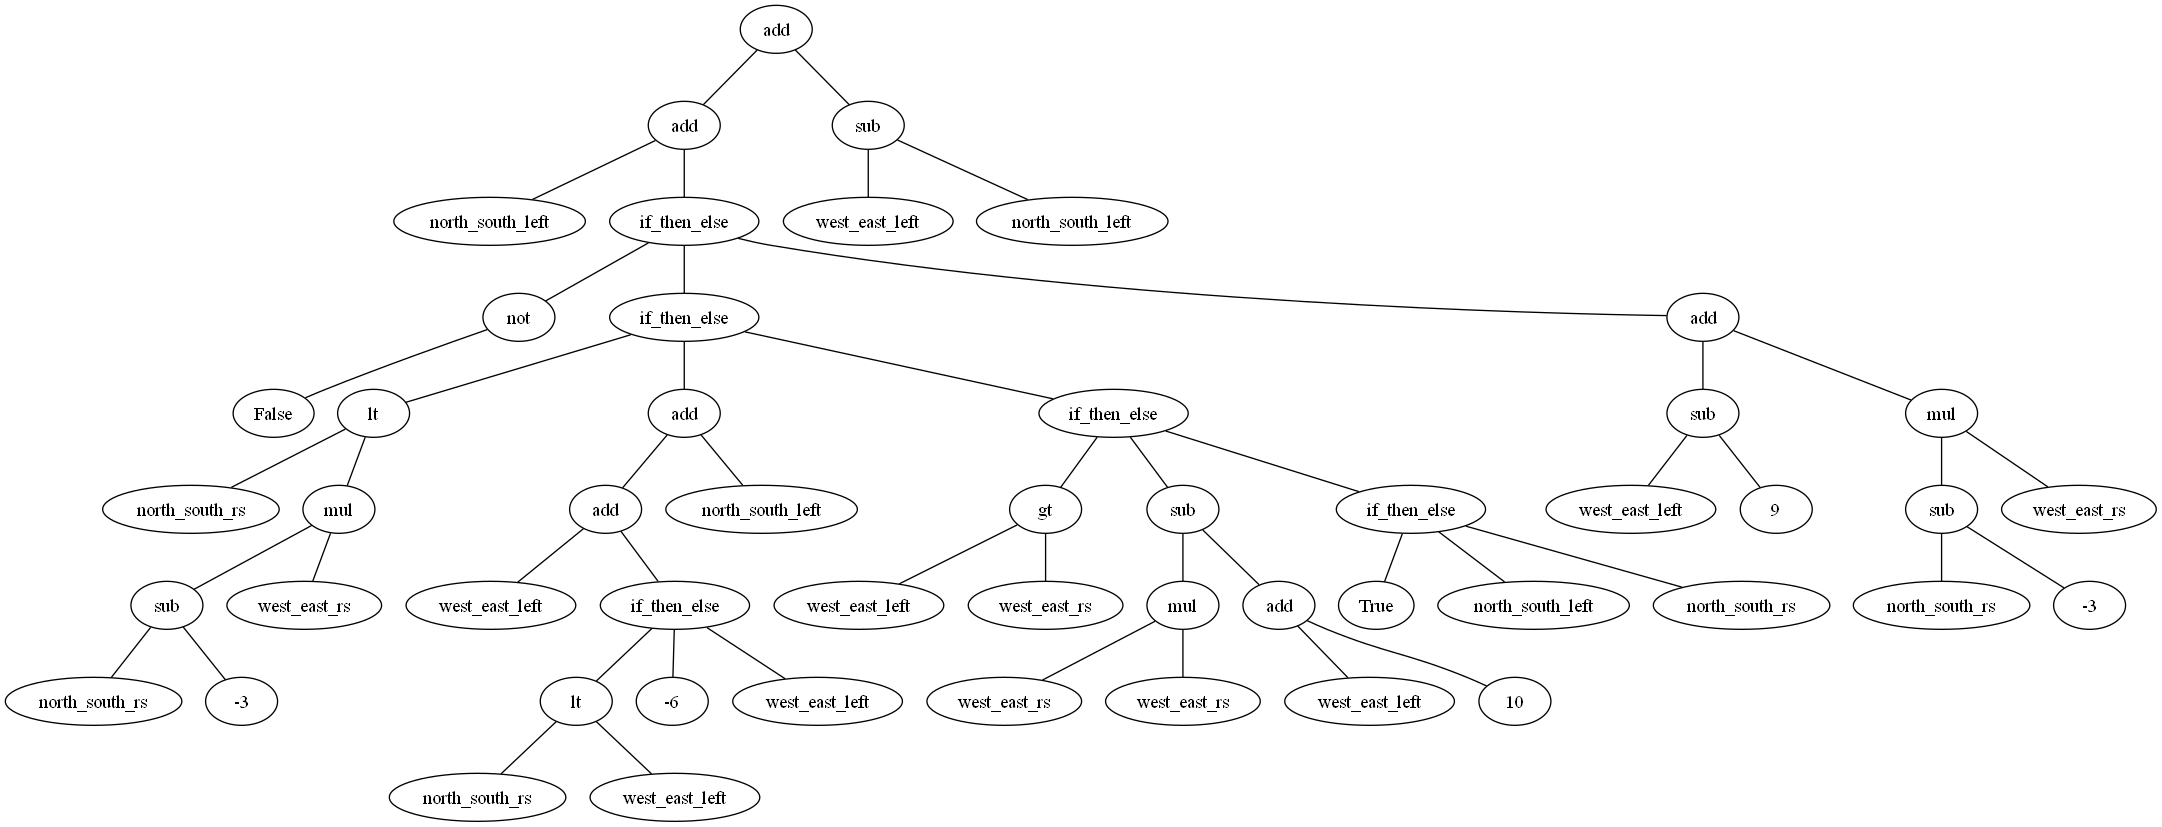 add
add sub
north_south_left if_then_else west_east_left north_south_left
not if_then_else add
False lt add if_then_else sub mul
north_south_rs mul add north_south_left gt sub if_then_else west_east_left 9 sub west_east_rs
sub west_east_rs west_east_left if_then_else west_east_left west_east_rs mul add True north_south_left north_south_rs north_south_rs -3
north_south_rs -3 lt -6 west_east_left west_east_rs west_east_rs west_east_left 10
north_south_rs west_east_left